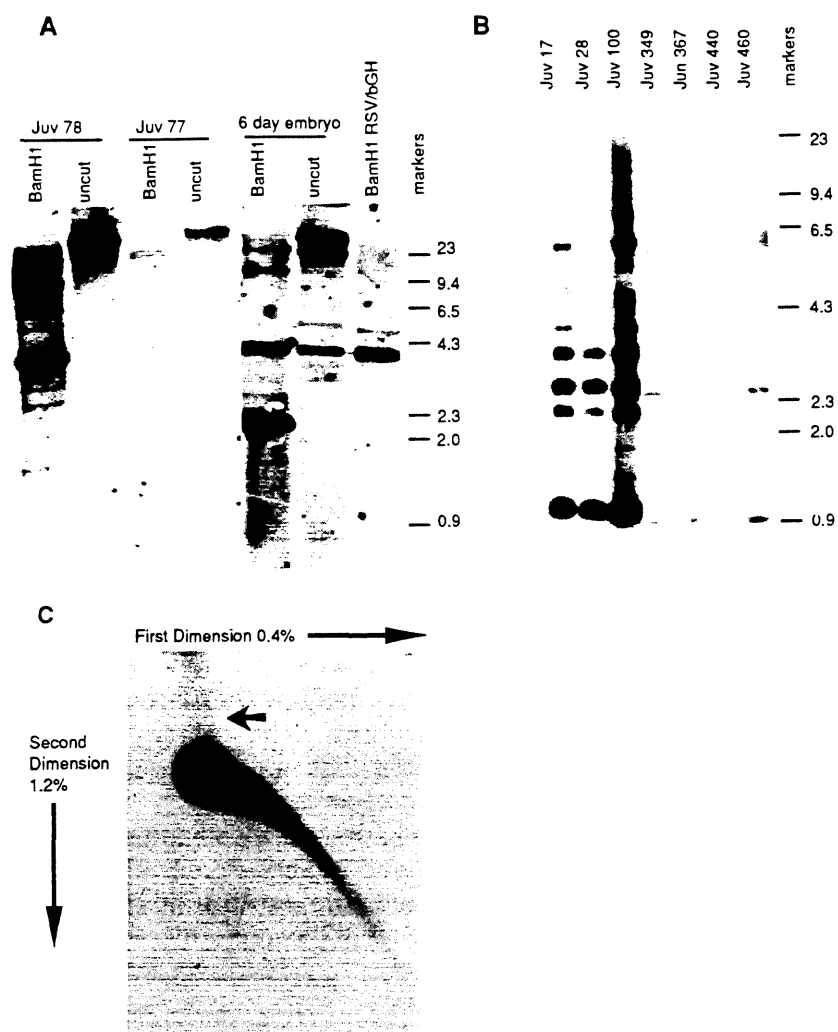 A
Juv 78
Juv 77
6 day embryo
BamH1
uncut
BamH1
uncut
BamH1
uncut
BamH1 RSV/bGH
markers
23
9.4
6.5
4.3
2.3
2.0
0.9
B
Juv 17
Juv 28
Juv 100
Juv 349
Jun 367
Juv 440
Juv 460
markers
23
9.4
6.5
4.3
2.3
2.0
0.9
C
First Dimension 0.4%
Second
Dimension
1.2%